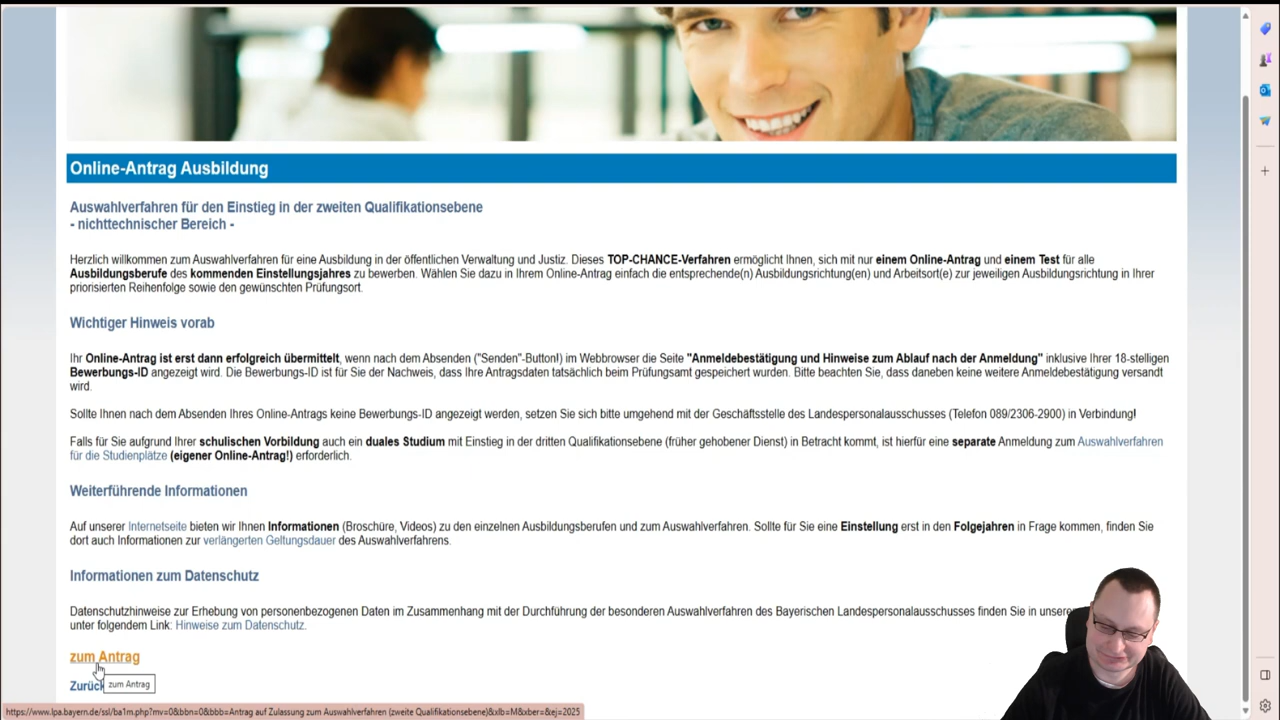 Online-Antrag Ausbildung
Auswahlverfahren für den Einstieg in der zweiten Qualifikationsebene
- nichttechnischer Bereich -
Herzlich willkommen zum Auswahlverfahren für eine Ausbildung in der öffentlichen Verwaltung und Justiz. Dieses TOP-CHANCE-Verfahren ermöglicht Ihnen, sich mit nur einem Online-Antrag und einem Test für alle
Ausbildungsberufe des kommenden Einstellungsjahres zu bewerben. Wählen Sie dazu in Ihrem Online-Antrag einfach die entsprechende(n) Ausbildungsrichtung(en) und Arbeitsort(e) zur jeweiligen Ausbildungsrichtung in Ihrer
priorisierten Reihenfolge sowie den gewünschten Prüfungsort.
Wichtiger Hinweis vorab
Ihr Online-Antrag ist erst dann erfolgreich übermittelt, wenn nach dem Absenden ("Senden"-Button!) im Webbrowser die Seite "Anmeldebestätigung und Hinweise zum Ablauf nach der Anmeldung" inklusive Ihrer 18-stelligen
Bewerbungs-ID angezeigt wird. Die Bewerbungs-ID ist für Sie der Nachweis, dass Ihre Antragsdaten tatsächlich beim Prüfungsamt gespeichert wurden. Bitte beachten Sie, dass daneben keine weitere Anmeldebestätigung versandt
wird.
Sollte Ihnen nach dem Absenden Ihres Online-Antrags keine Bewerbungs-ID angezeigt werden, setzen Sie sich bitte umgehend mit der Geschäftsstelle des Landespersonalausschusses (Telefon 089/2306-2900) in Verbindung!
Falls für Sie aufgrund Ihrer schulischen Vorbildung auch ein duales Studium mit Einstieg in der dritten Qualifikationsebene (früher gehobener Dienst) in Betracht kommt, ist hierfür eine separate Anmeldung zum Auswahlverfahren
für die Studienplätze (eigener Online-Antrag!) erforderlich.
Weiterführende Informationen
Auf unserer Internetseite bieten wir Ihnen Informationen (Broschüre, Videos) zu den einzelnen Ausbildungsberufen und zum Auswahlverfahren. Sollte für Sie eine Einstellung erst in den Folgejahren in Frage kommen, finden Sie
dort auch Informationen zur verlängerten Geltungsdauer des Auswahlverfahrens.
Informationen zum Datenschutz
Datenschutzhinweise zur Erhebung von personenbezogenen Daten im Zusammenhang mit der Durchführung der besonderen Auswahlverfahren des Bayerischen Landespersonalausschusses finden Sie in unsere
unter folgendem Link: Hinweise zum Datenschutz.
zum Antrag
Zurück
zum Antrag
https://www.lpa.bayern.de/ssl/ba1m.php?mv=0&bbn=0&bbb=Antrag auf Zulassung zum Auswahlverfahren (zweite Qualifikationsebene)&xlb=M&xber=&ej=2025